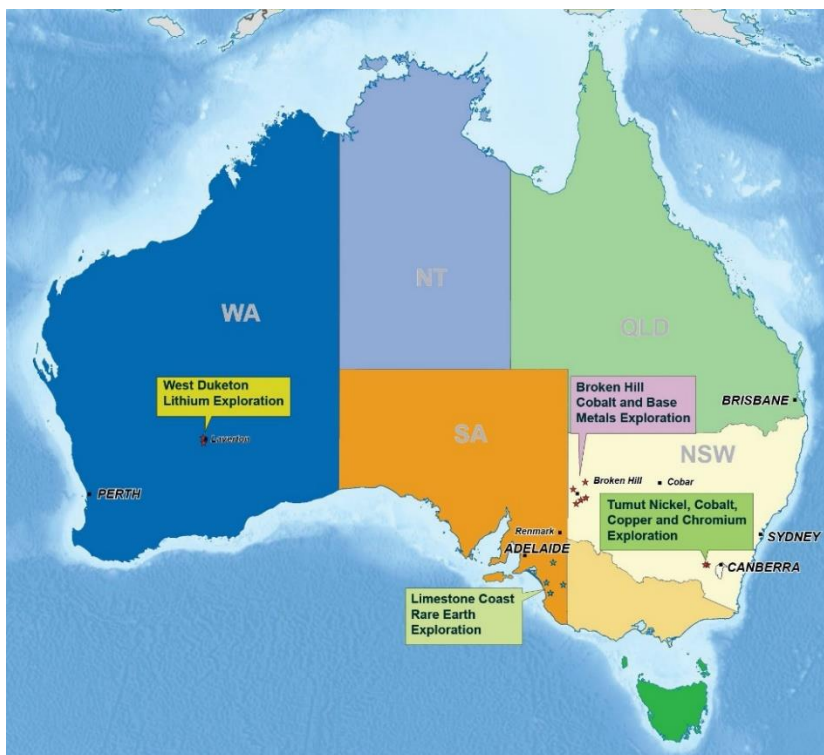 NT
WA
QLD
West Duketon
Lithium Exploration
Broken Hill
Cobalt and Base
Metals Exploration
BRISBANE
SA
Laverton
NSW
Broken Hill
Cobar
PERTH
Tumut Nickel, Cobalt,
Copper and Chromium
Exploration
Renmark
SYDNEY
ADELAIDE
CANBERRA
Limestone Coast
Rare Earth
Exploration